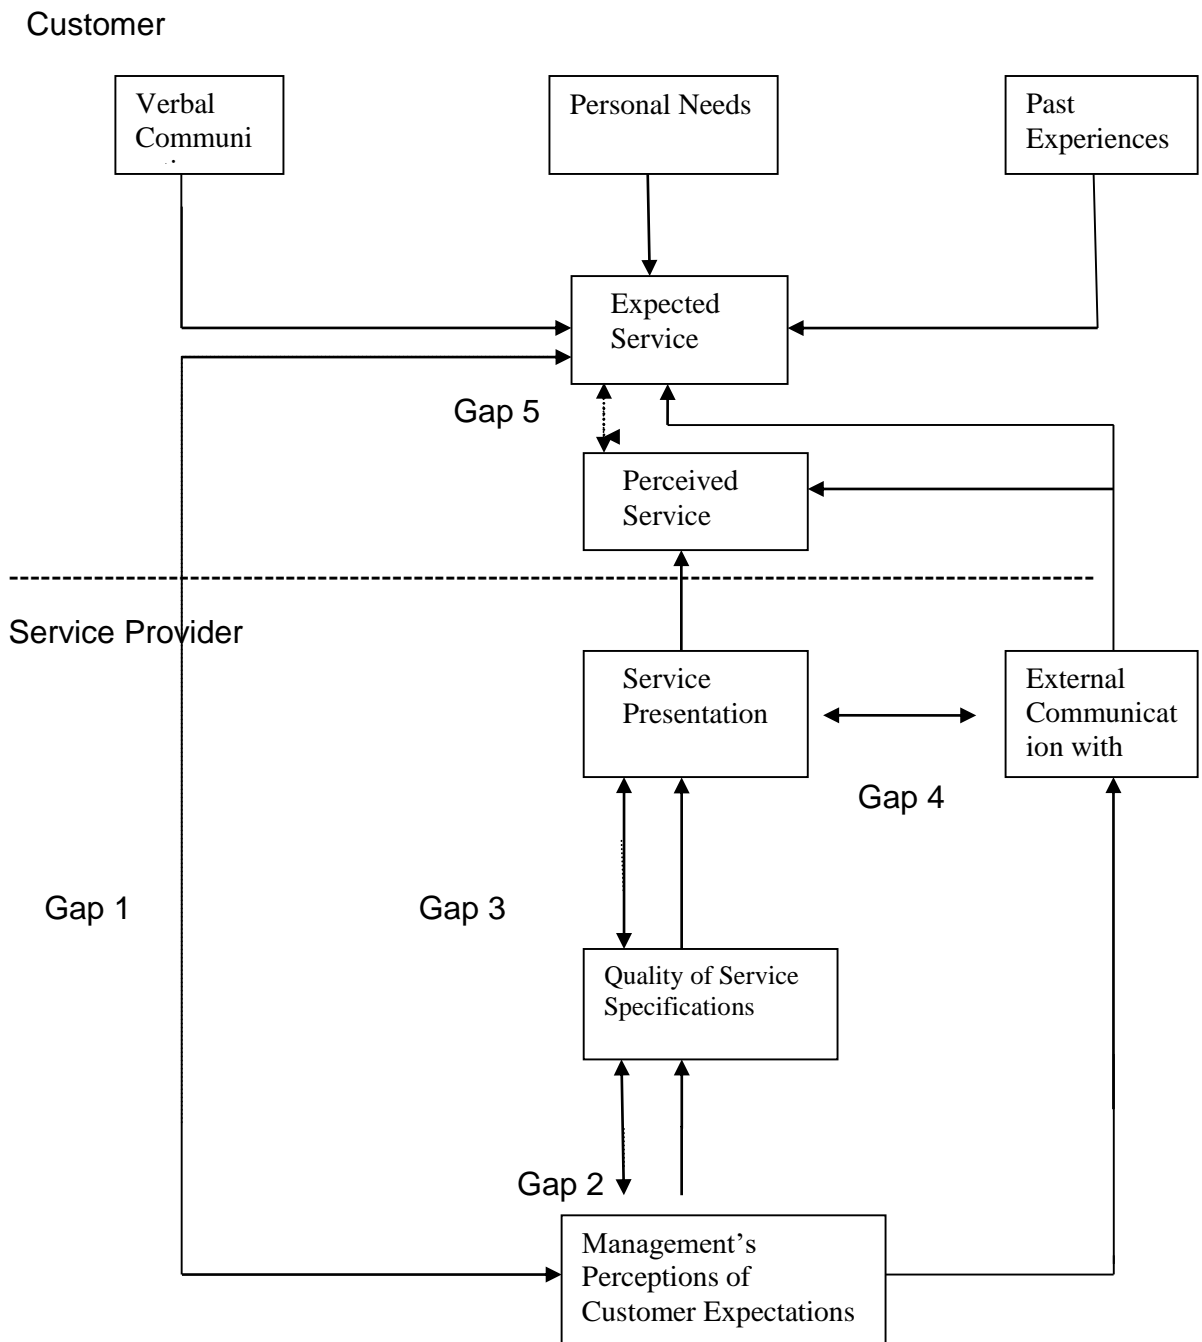 Customer
Verbal
Communi
Personal Needs
Past
Experiences
Expected
Service
Gap 5
Perceived
Service
Service Provider
Service
Presentation
External
Communicat
ion with
Gap 4
Gap 1
Gap 3
Quality of Service
Specifications
Gap 2
Management’s
Perceptions of
Customer Expectations